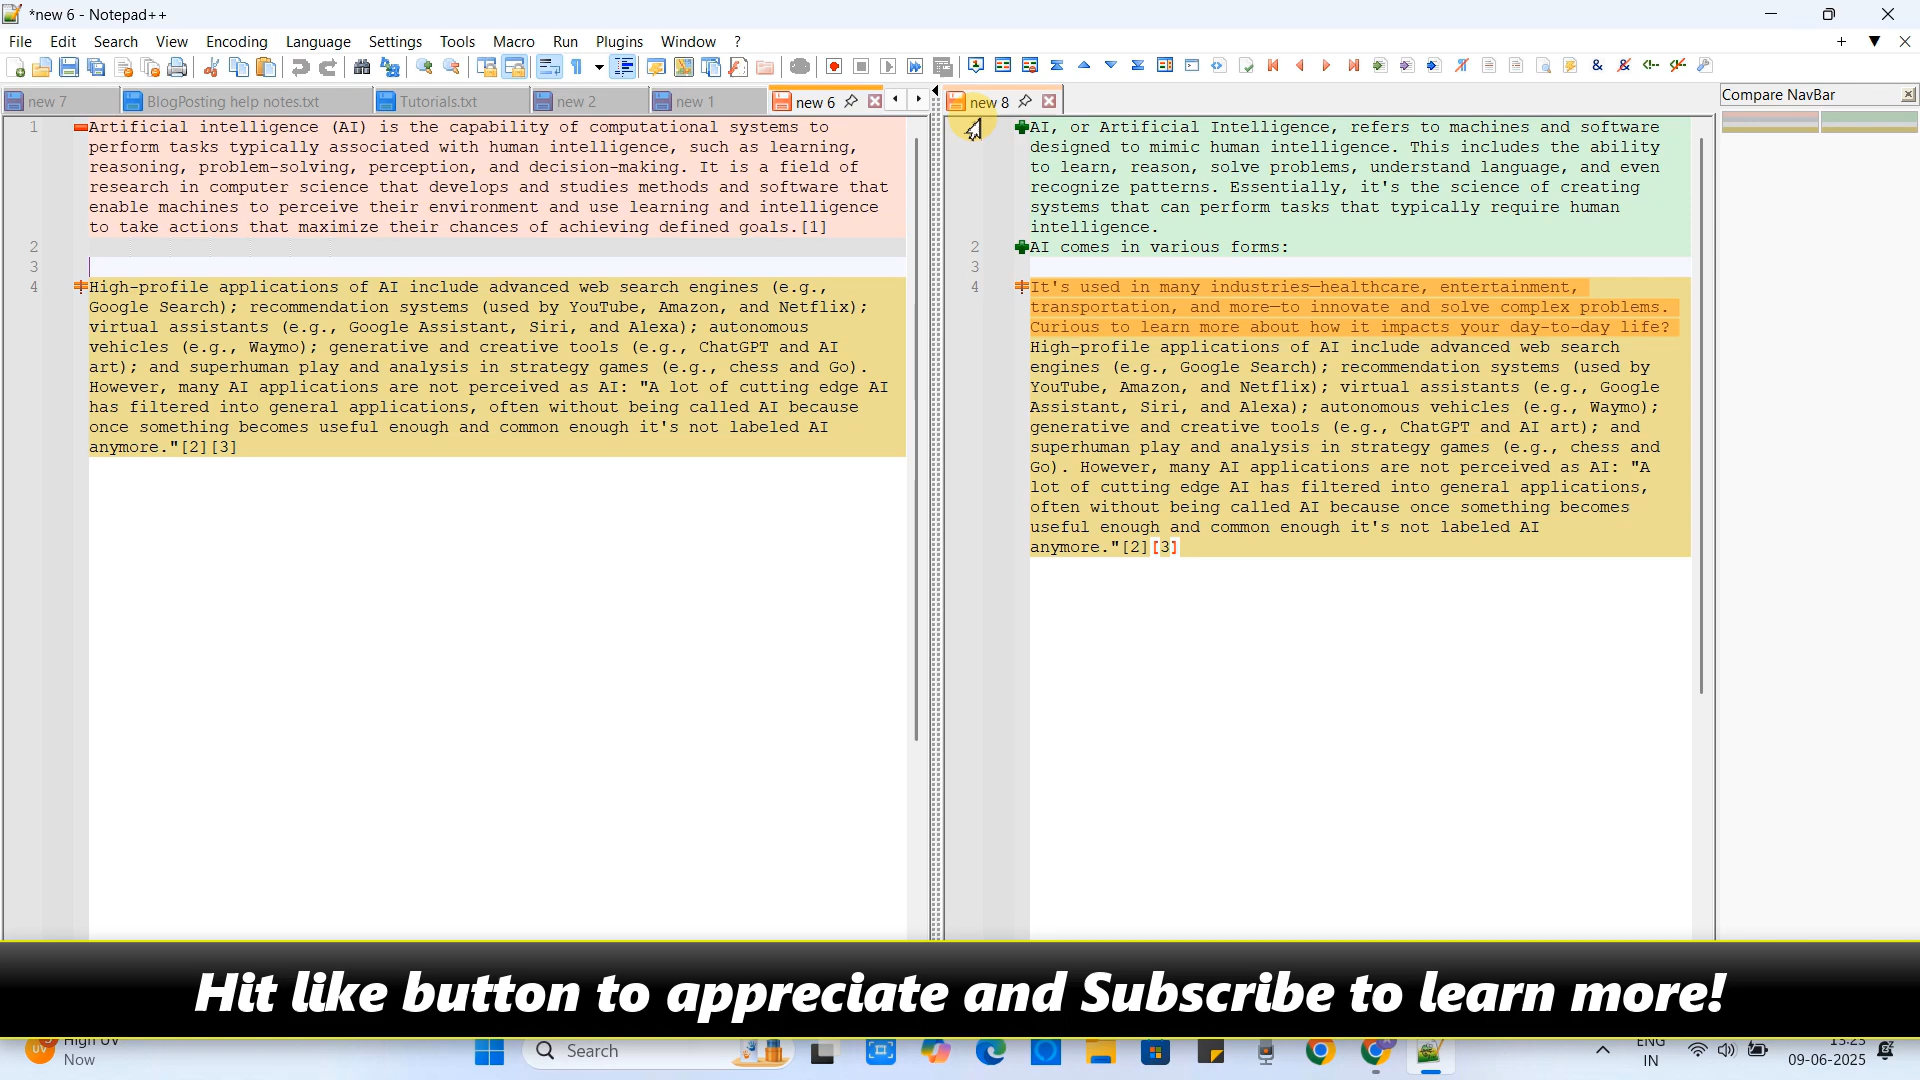 *new 6 - Notepad++
File Edit Search View Encoding Language Settings Tools Macro Run Plugins Window ?
new 7 BlogPosting help notes.txt Tutorials.txt new 2 new 1 new 6 new 8
Compare NavBar
1 Artificial intelligence (AI) is the capability of computational systems to
perform tasks typically associated with human intelligence, such as learning,
reasoning, problem-solving, perception, and decision-making. It is a field of
research in computer science that develops and studies methods and software that
enable machines to perceive their environment and use learning and intelligence
to take actions that maximize their chances of achieving defined goals.[1]
2
3
4 High-profile applications of AI include advanced web search engines (e.g.,
Google Search); recommendation systems (used by YouTube, Amazon, and Netflix);
virtual assistants (e.g., Google Assistant, Siri, and Alexa); autonomous
vehicles (e.g., Waymo); generative and creative tools (e.g., ChatGPT and AI
art); and superhuman play and analysis in strategy games (e.g., chess and Go).
However, many AI applications are not perceived as AI: "A lot of cutting edge AI
has filtered into general applications, often without being called AI because
once something becomes useful enough and common enough it's not labeled AI
anymore."[2][3]
AI, or Artificial Intelligence, refers to machines and software
designed to mimic human intelligence. This includes the ability
to learn, reason, solve problems, understand language, and even
recognize patterns. Essentially, it's the science of creating
systems that can perform tasks that typically require human
intelligence.
2 AI comes in various forms:
3
4 It's used in many industries—healthcare, entertainment,
transportation, and more—to innovate and solve complex problems.
Curious to learn more about how it impacts your day-to-day life?
High-profile applications of AI include advanced web search
engines (e.g., Google Search); recommendation systems (used by
YouTube, Amazon, and Netflix); virtual assistants (e.g., Google
Assistant, Siri, and Alexa); autonomous vehicles (e.g., Waymo);
generative and creative tools (e.g., ChatGPT and AI art); and
superhuman play and analysis in strategy games (e.g., chess and
Go). However, many AI applications are not perceived as AI: "A
lot of cutting edge AI has filtered into general applications,
often without being called AI because once something becomes
useful enough and common enough it's not labeled AI
anymore."[2][3]
Hit like button to appreciate and Subscribe to learn more!
High UV
Now
Search
ENG
IN
13:23
09-06-2025